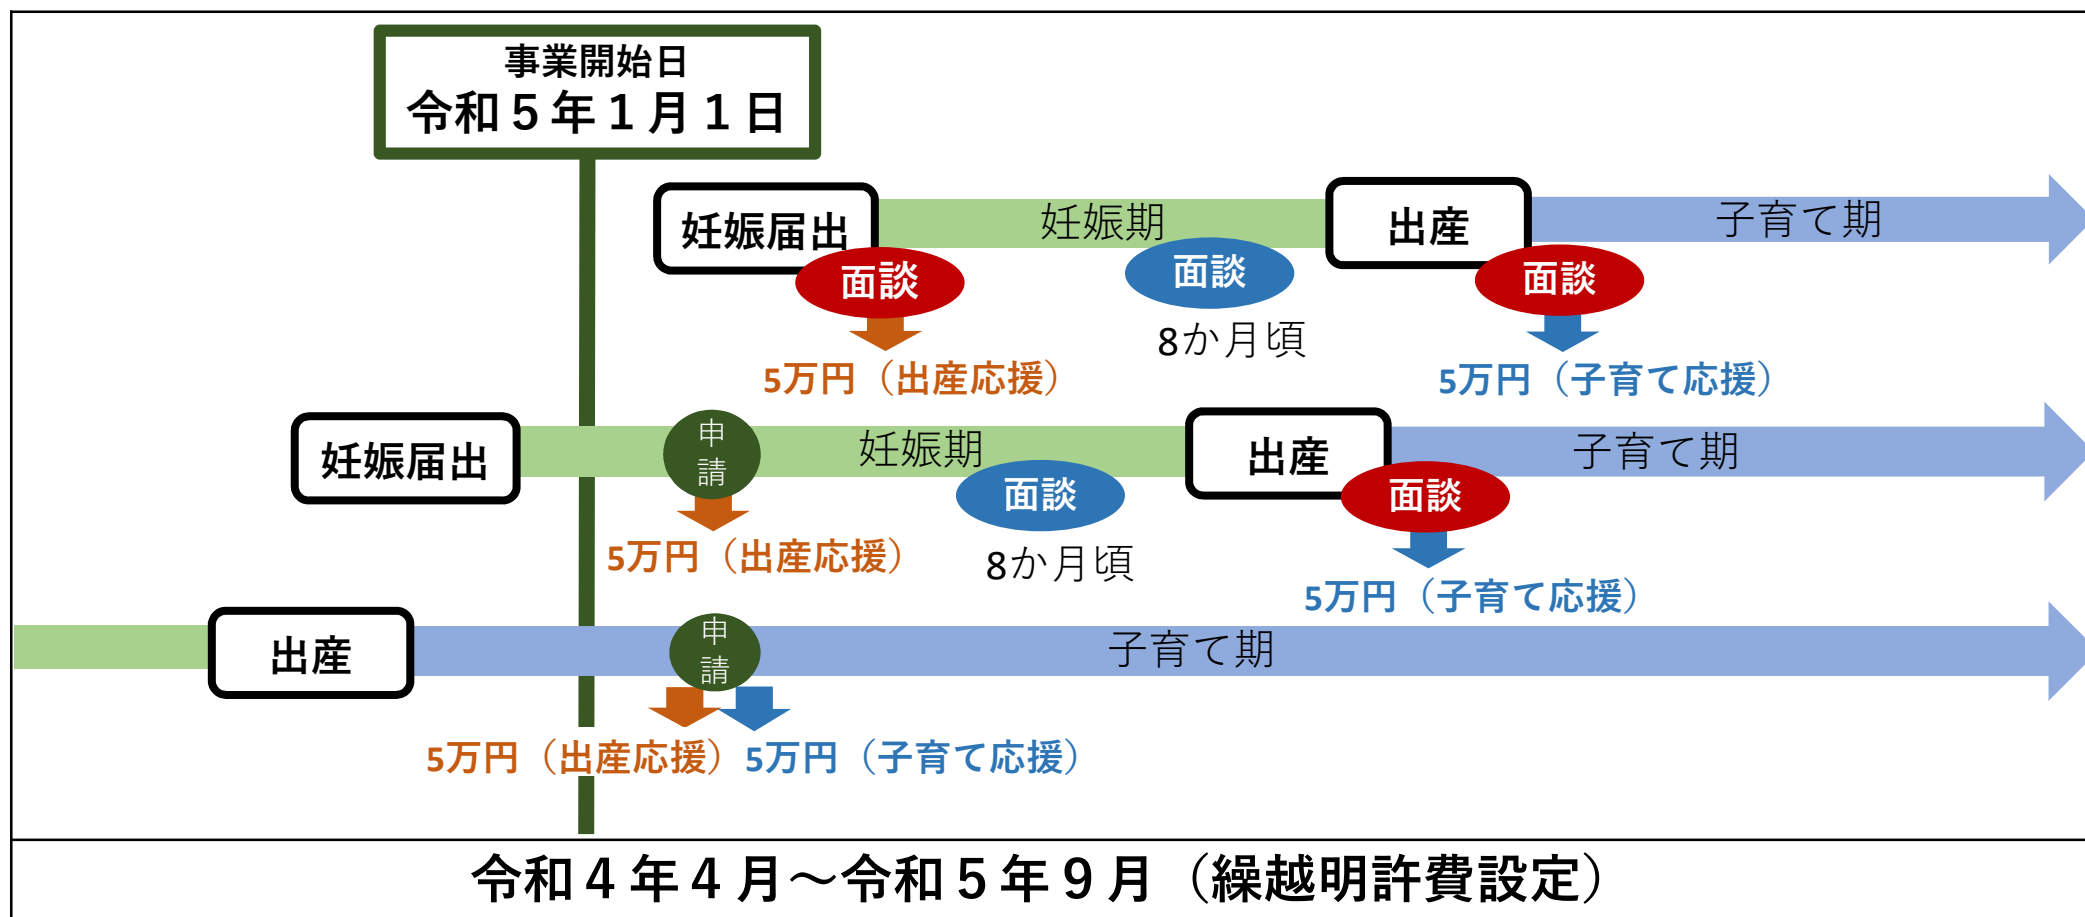 事業開始日
令和５年１月１日
妊娠届出
妊娠期
出産
子育て期
面談
面談
面談
8か月頃
5万円（出産応援）
5万円（子育て応援）
妊娠届出
申
請
妊娠期
出産
子育て期
面談
面談
5万円（出産応援）
8か月頃
5万円（子育て応援）
出産
申
請
子育て期
5万円（出産応援）
5万円（子育て応援）
令和４年４月～令和５年９月（繰越明許費設定）